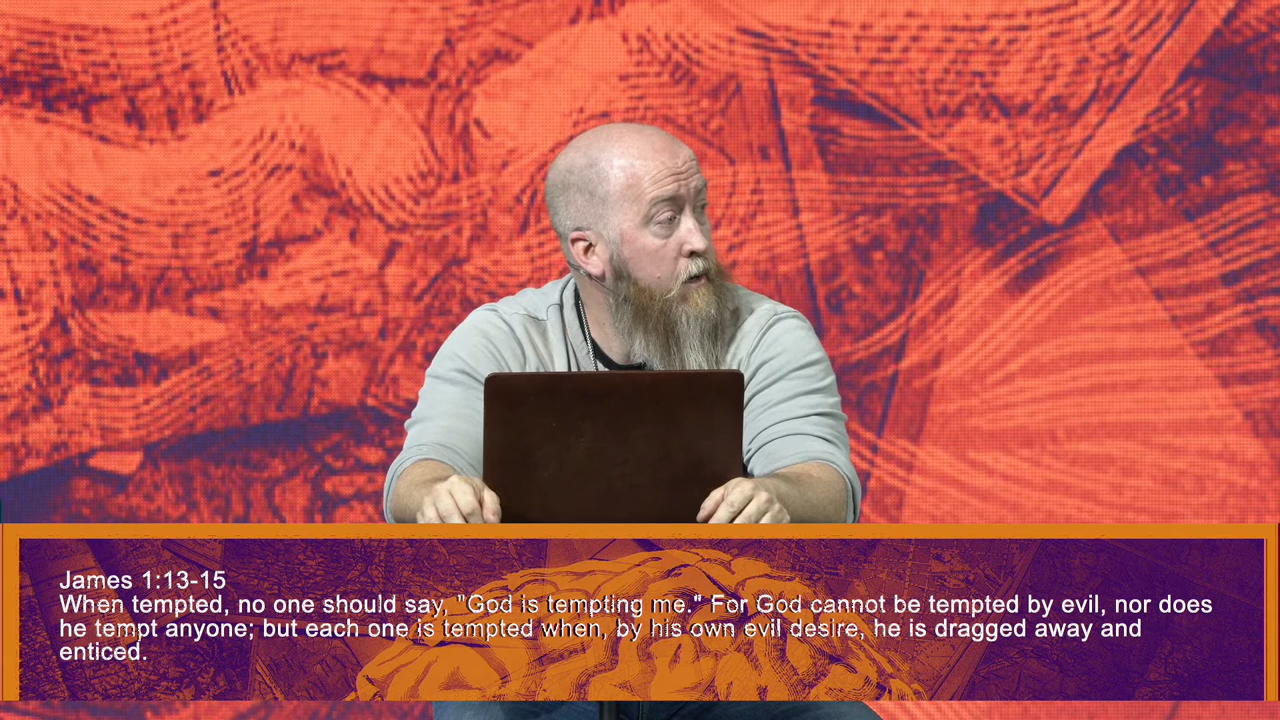 James 1:13-15
When tempted, no one should say, "God is tempting me." For God cannot be tempted by evil, nor does
he tempt anyone; but each one is tempted when, by his own evil desire, he is dragged away and
enticed.